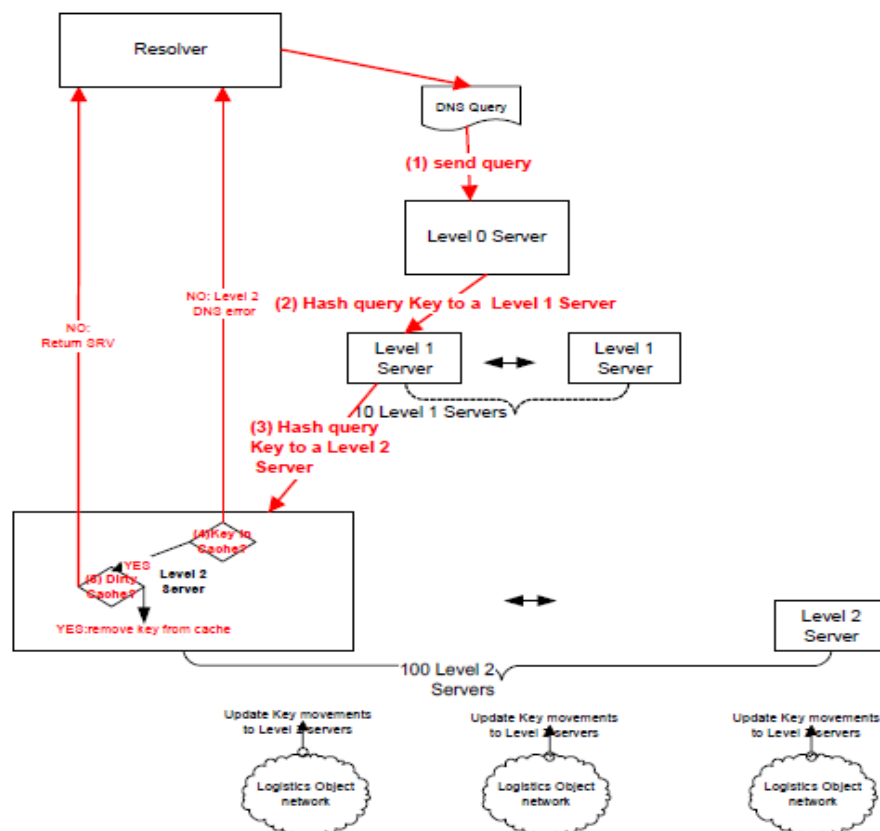 Resolver
DNS Query
(1) send query
Level 0 Server
(2) Hash query Key to a Level 1 Server
NO: Level 2
DNS error
NO:
Return SRV
Level 1
Server
Level 1
Server
10 Level 1 Servers
(3) Hash query
Key to a Level 2
Server
(4)Key in
Cache?
YES
Level 2
Server
Dirty
Cache?
YES:remove key from cache
Level 2
Server
100 Level 2
Servers
Update Key movements
to Level 2 servers
Update Key movements
to Level 2 servers
Update Key movements
to Level 2 servers
Logistics Object
network
Logistics Object
network
Logistics Object
network